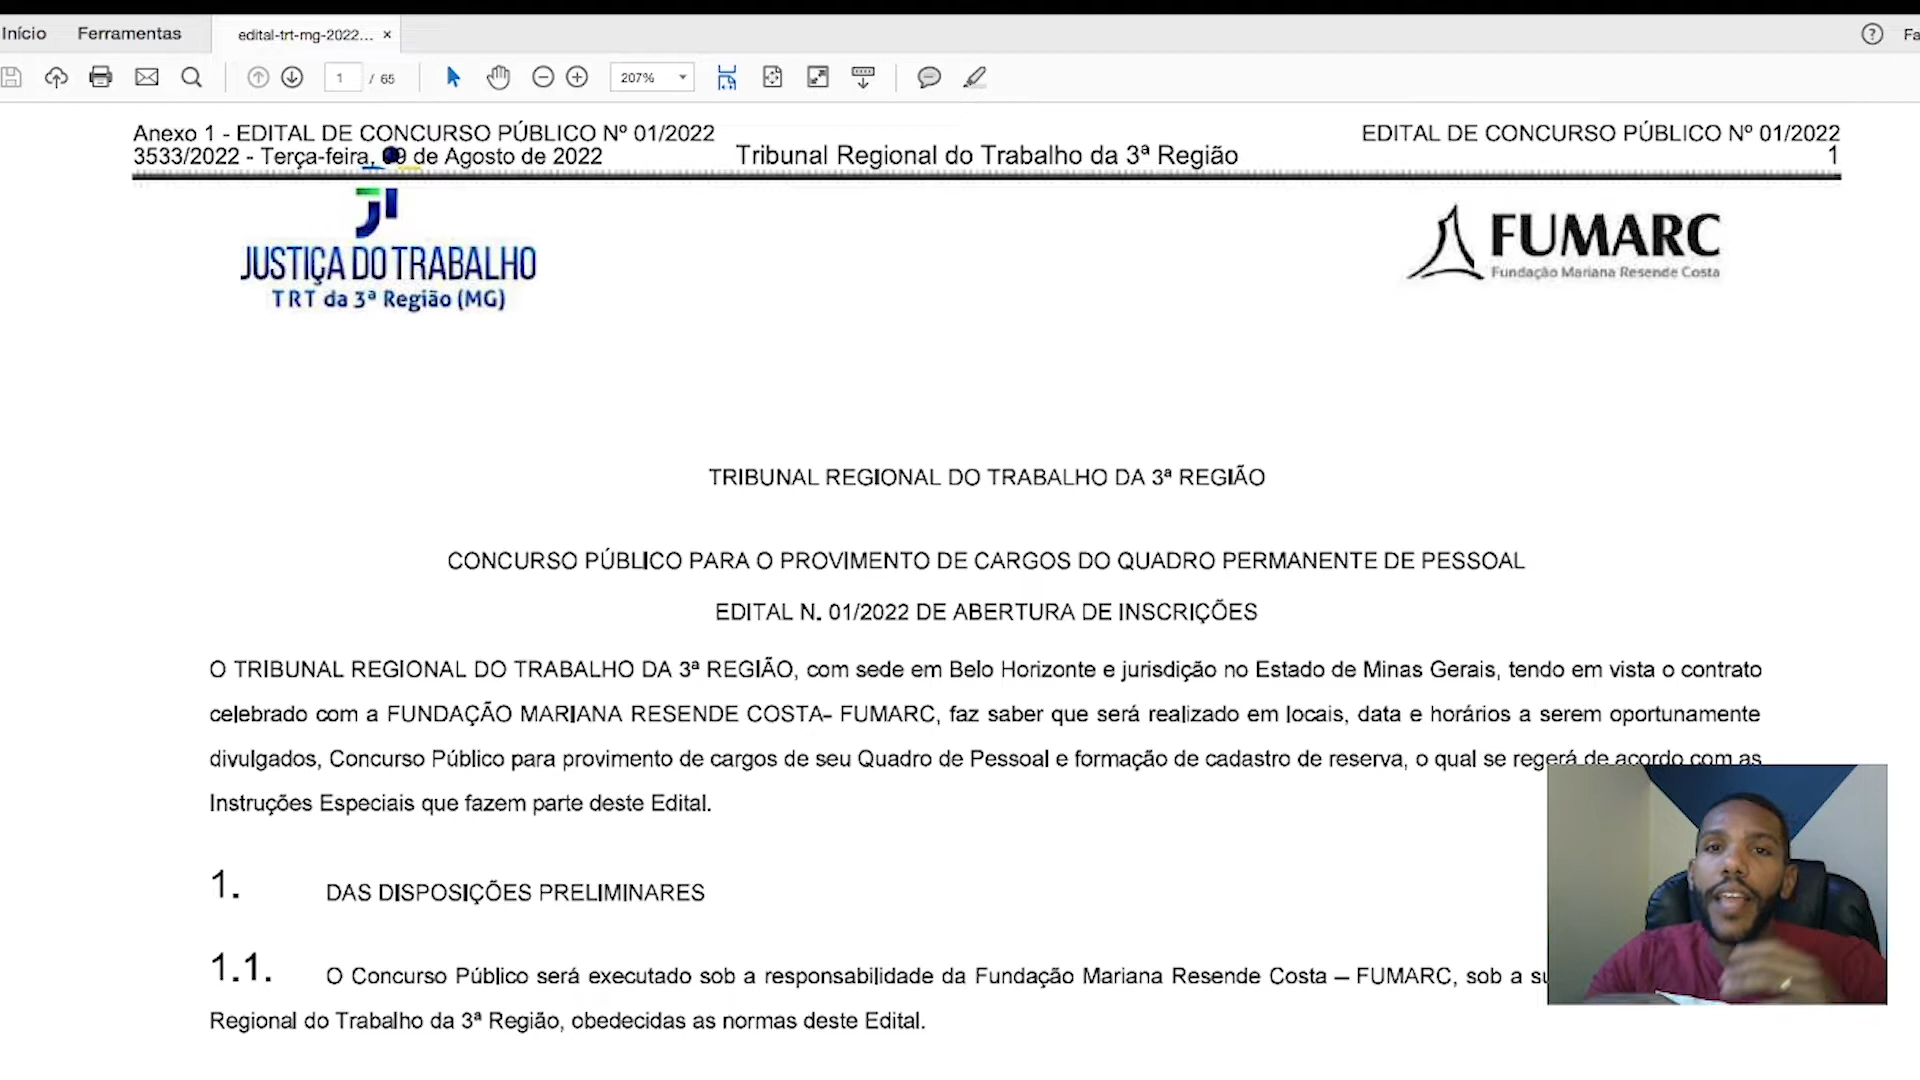 Início
Ferramentas
edital-trt-mg-2022... ×
?
1 / 65
207%
Anexo 1 - EDITAL DE CONCURSO PÚBLICO Nº 01/2022
EDITAL DE CONCURSO PÚBLICO Nº 01/2022
3533/2022 - Terça-feira, 09 de Agosto de 2022
Tribunal Regional do Trabalho da 3ª Região
1
JUSTIÇA DO TRABALHO
TRT da 3ª Região (MG)
FUMARC
Fundação Mariana Resende Costa
TRIBUNAL REGIONAL DO TRABALHO DA 3ª REGIÃO
CONCURSO PÚBLICO PARA O PROVIMENTO DE CARGOS DO QUADRO PERMANENTE DE PESSOAL
EDITAL N. 01/2022 DE ABERTURA DE INSCRIÇÕES
O TRIBUNAL REGIONAL DO TRABALHO DA 3ª REGIÃO, com sede em Belo Horizonte e jurisdição no Estado de Minas Gerais, tendo em vista o contrato
celebrado com a FUNDAÇÃO MARIANA RESENDE COSTA– FUMARC, faz saber que será realizado em locais, data e horários a serem oportunamente
divulgados, Concurso Público para provimento de cargos de seu Quadro de Pessoal e formação de cadastro de reserva, o qual se regerá de acordo com as
Instruções Especiais que fazem parte deste Edital.
1. DAS DISPOSIÇÕES PRELIMINARES
1.1. O Concurso Público será executado sob a responsabilidade da Fundação Mariana Resende Costa – FUMARC, sob a
Regional do Trabalho da 3ª Região, obedecidas as normas deste Edital.